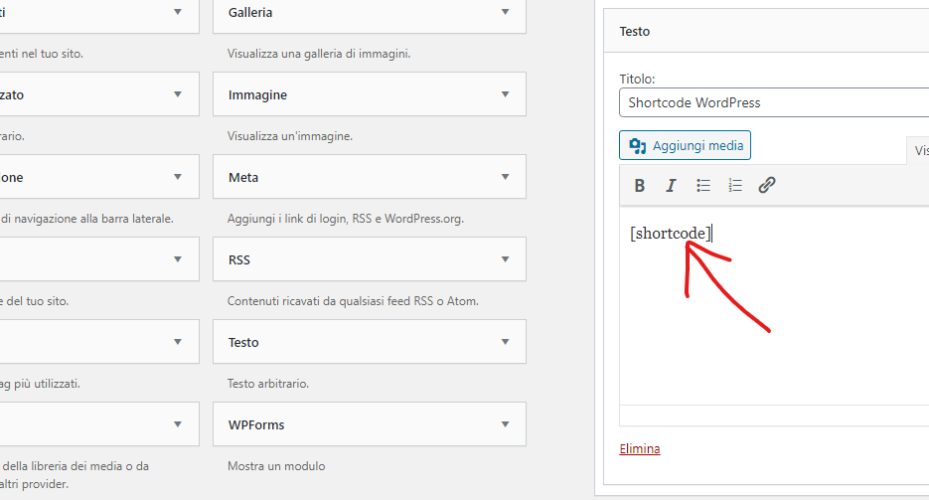 ti
enti nel tuo sito.
zato
rario.
one
di navigazione alla barra laterale.
e del tuo sito.
ag più utilizzati.
della libreria dei media o da
altri provider.
Galleria
Visualizza una galleria di immagini.
Immagine
Visualizza un'immagine.
Meta
Aggiungi i link di login, RSS e WordPress.org.
RSS
Contenuti ricavati da qualsiasi feed RSS o Atom.
Testo
Testo arbitrario.
WPForms
Mostra un modulo
Testo
Titolo:
Shortcode WordPress
Aggiungi media
Vis
B I
[shortcode]
Elimina